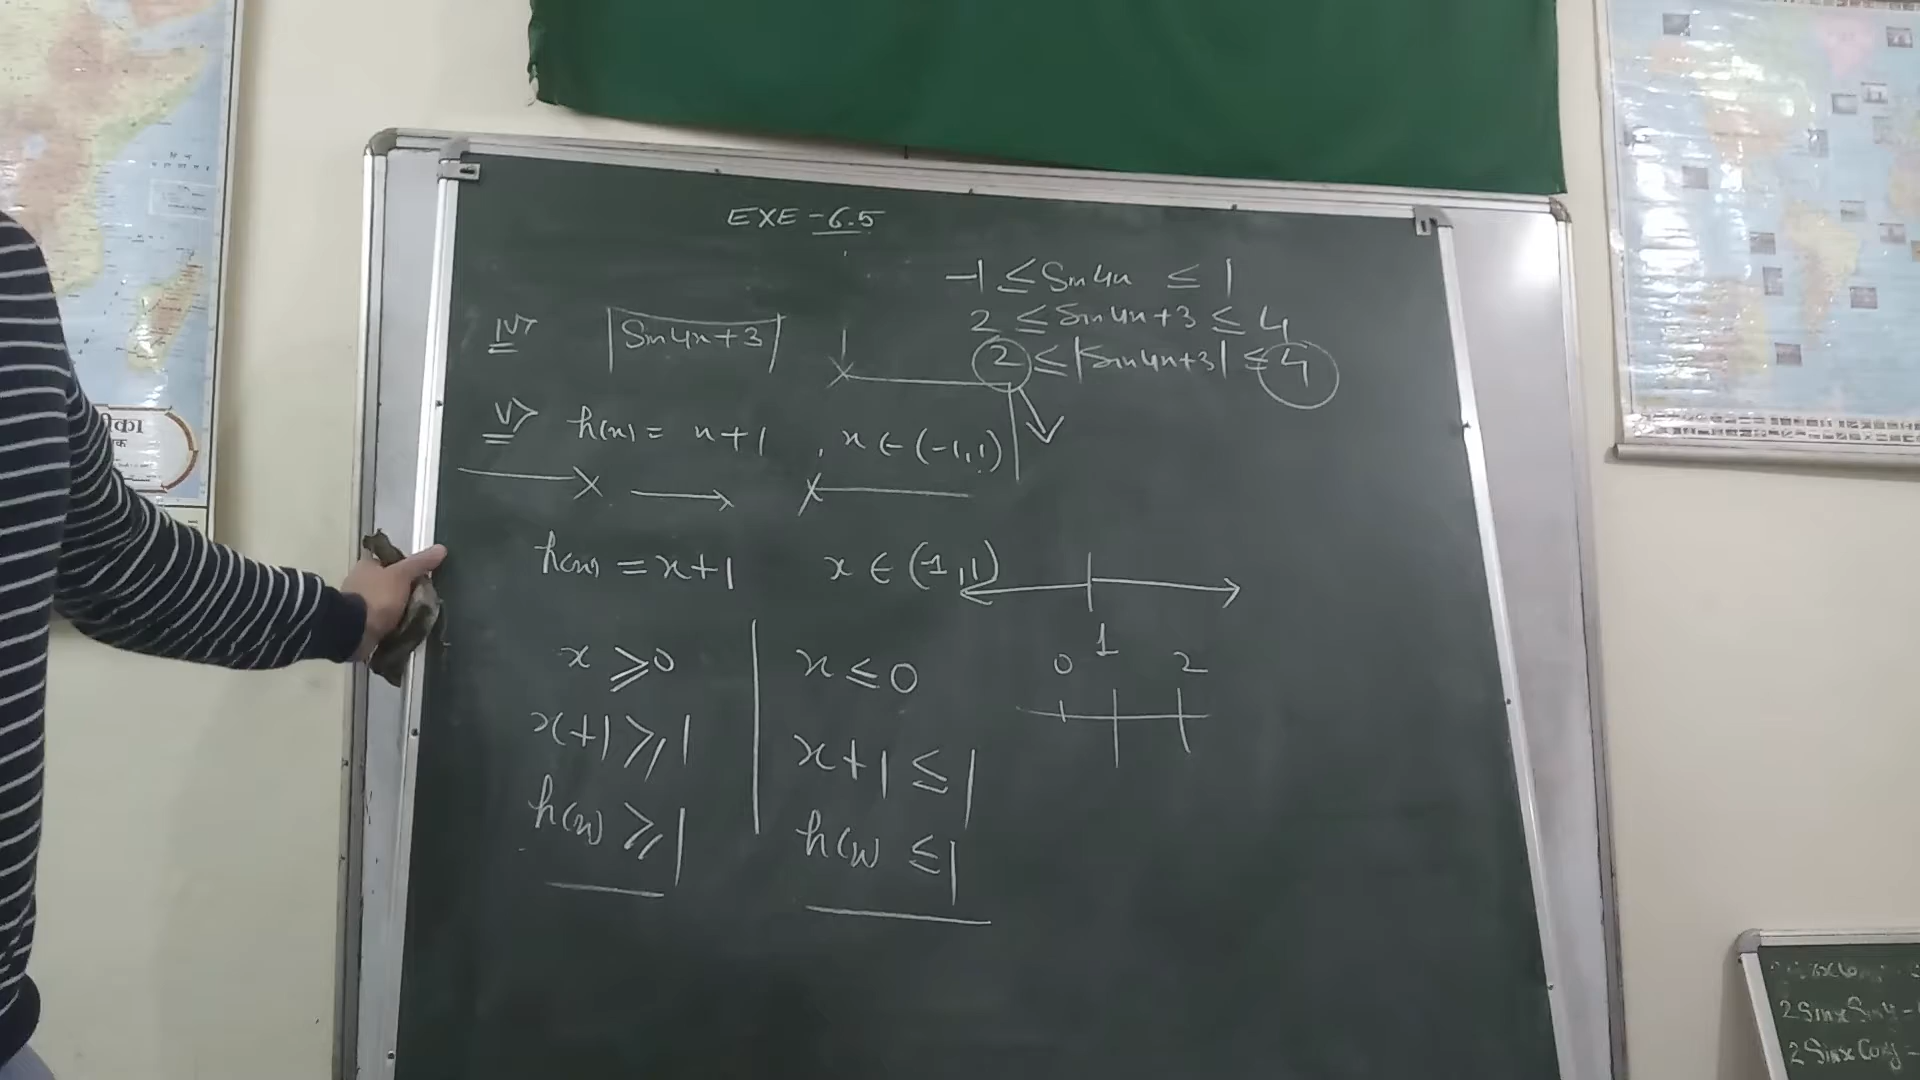 EXE-6.5
-1 ≤ Sin4x ≤ 1
2 ≤ Sin4x+3 ≤ 4
2 ≤ |Sin4x+3| ≤ 4
iv> |Sin4x+3|
v> h(x) = x+1 , x ∈ (-1,1)
h(x) = x+1 x ∈ (-1,1)
1
0 2
x ≥ 0
x+1 ≥ 1
h(x) ≥ 1
x ≤ 0
x+1 ≤ 1
h(x) ≤ 1
2 Sinx Siny -
2 Sinx Cosy -